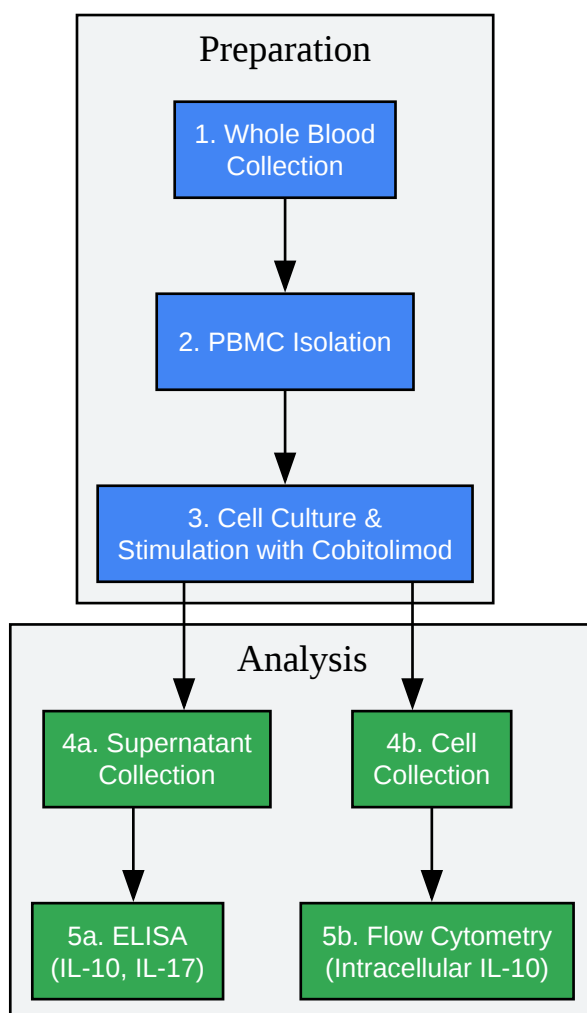 Preparation
1. Whole Blood
Collection
2. PBMC Isolation
3. Cell Culture &
Stimulation with Cobitolimod
Analysis
4a. Supernatant
Collection
4b. Cell
Collection
5a. ELISA
(IL-10, IL-17)
5b. Flow Cytometry
(Intracellular IL-10)